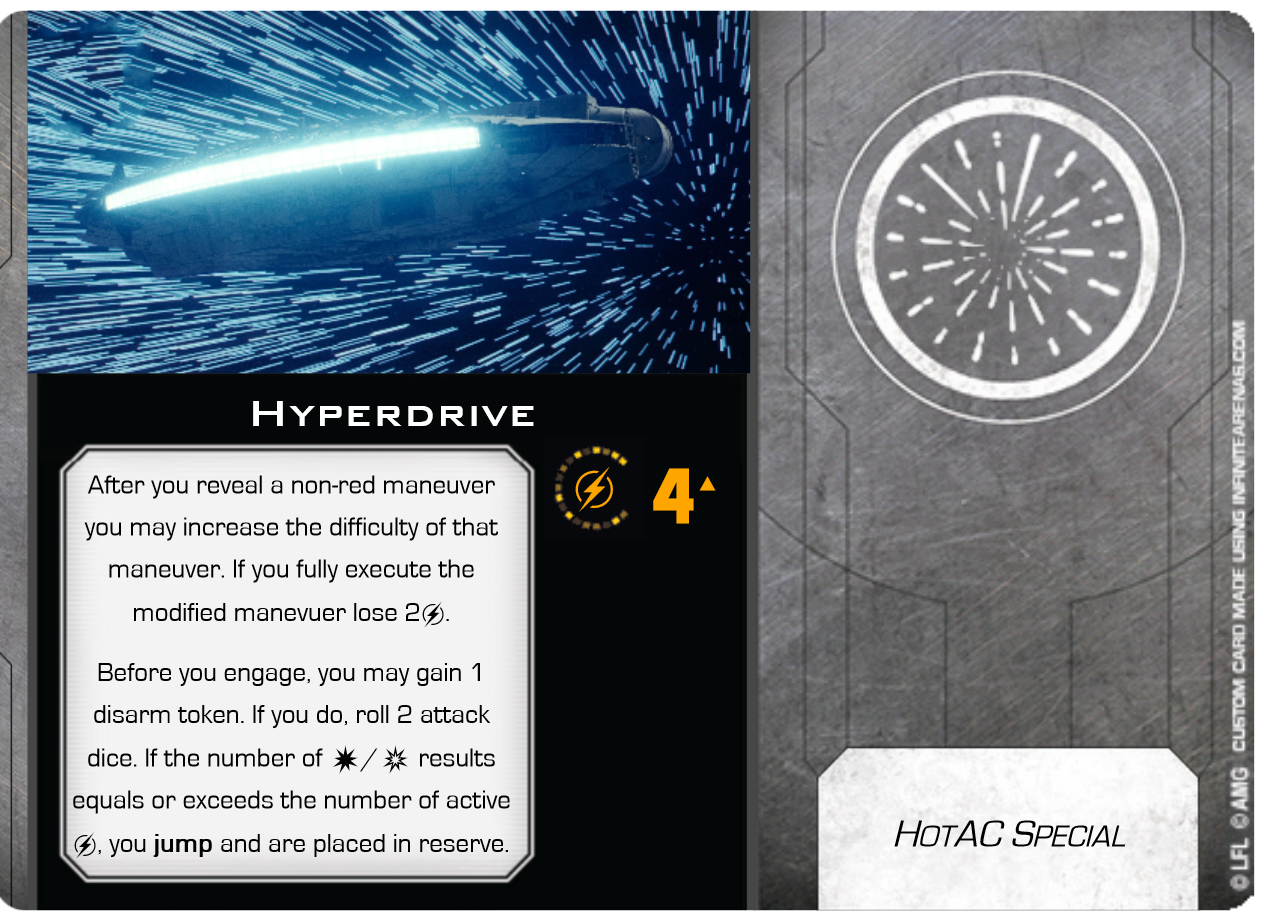 HYPERDRIVE
After you reveal a non-red maneuver
you may increase the difficulty of that
maneuver. If you fully execute the
modified manevuer lose 2.
4
Before you engage, you may gain 1
disarm token. If you do, roll 2 attack
dice. If the number of / results
equals or exceeds the number of active
, you jump and are placed in reserve.
HOTAC SPECIAL
© LFL © AMG CUSTOM CARD MADE USING INFINITEARENAS.COM